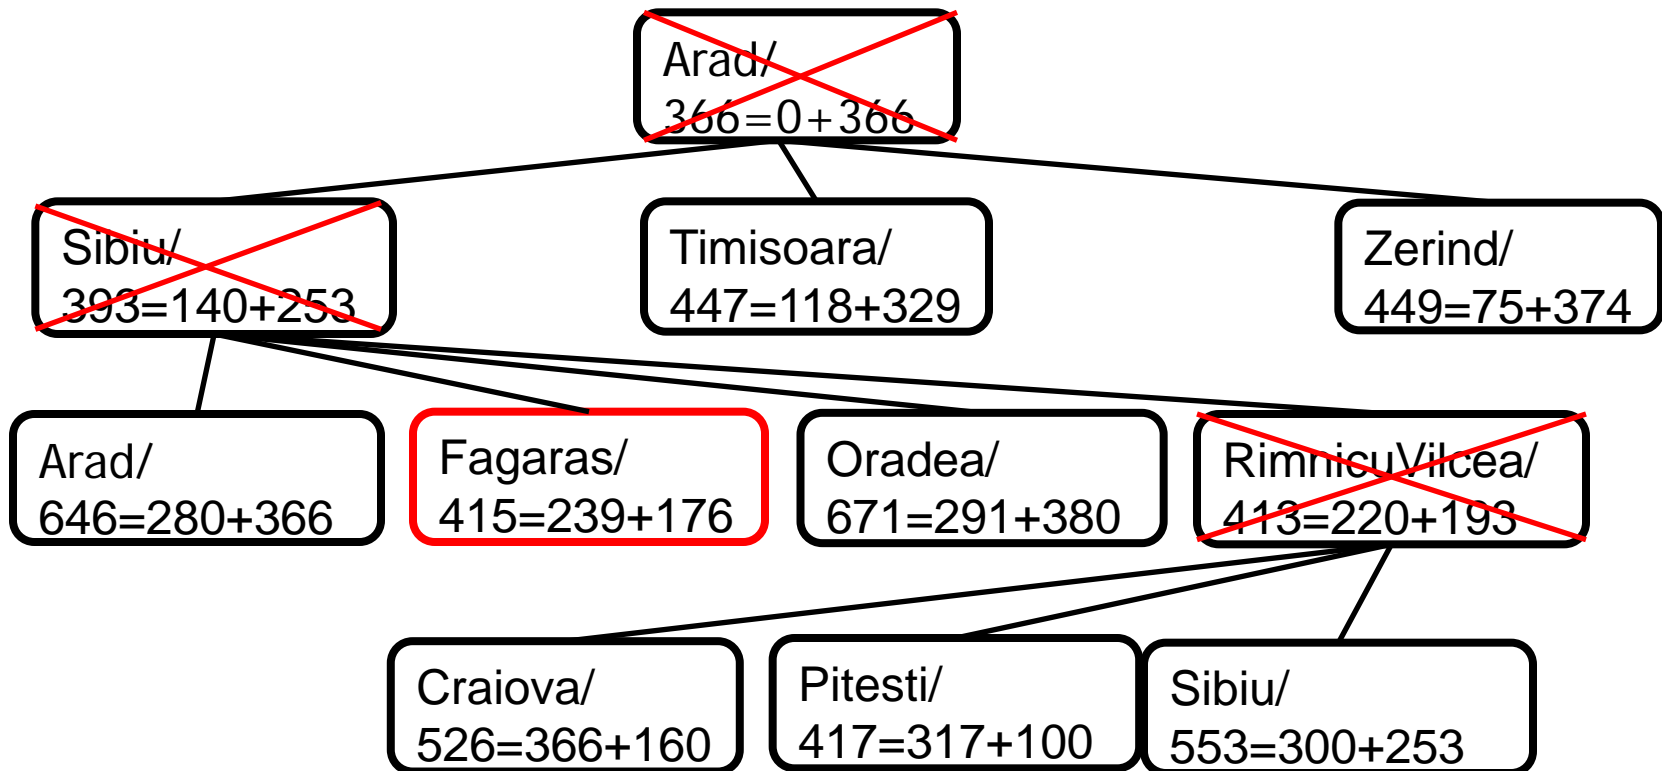 Arad/
366=0+366
Sibiu/
393=140+253
Timisoara/
447=118+329
Zerind/
449=75+374
Arad/
646=280+366
Fagaras/
415=239+176
Oradea/
671=291+380
RimnicuVilcea/
413=220+193
Craiova/
526=366+160
Pitesti/
417=317+100
Sibiu/
553=300+253